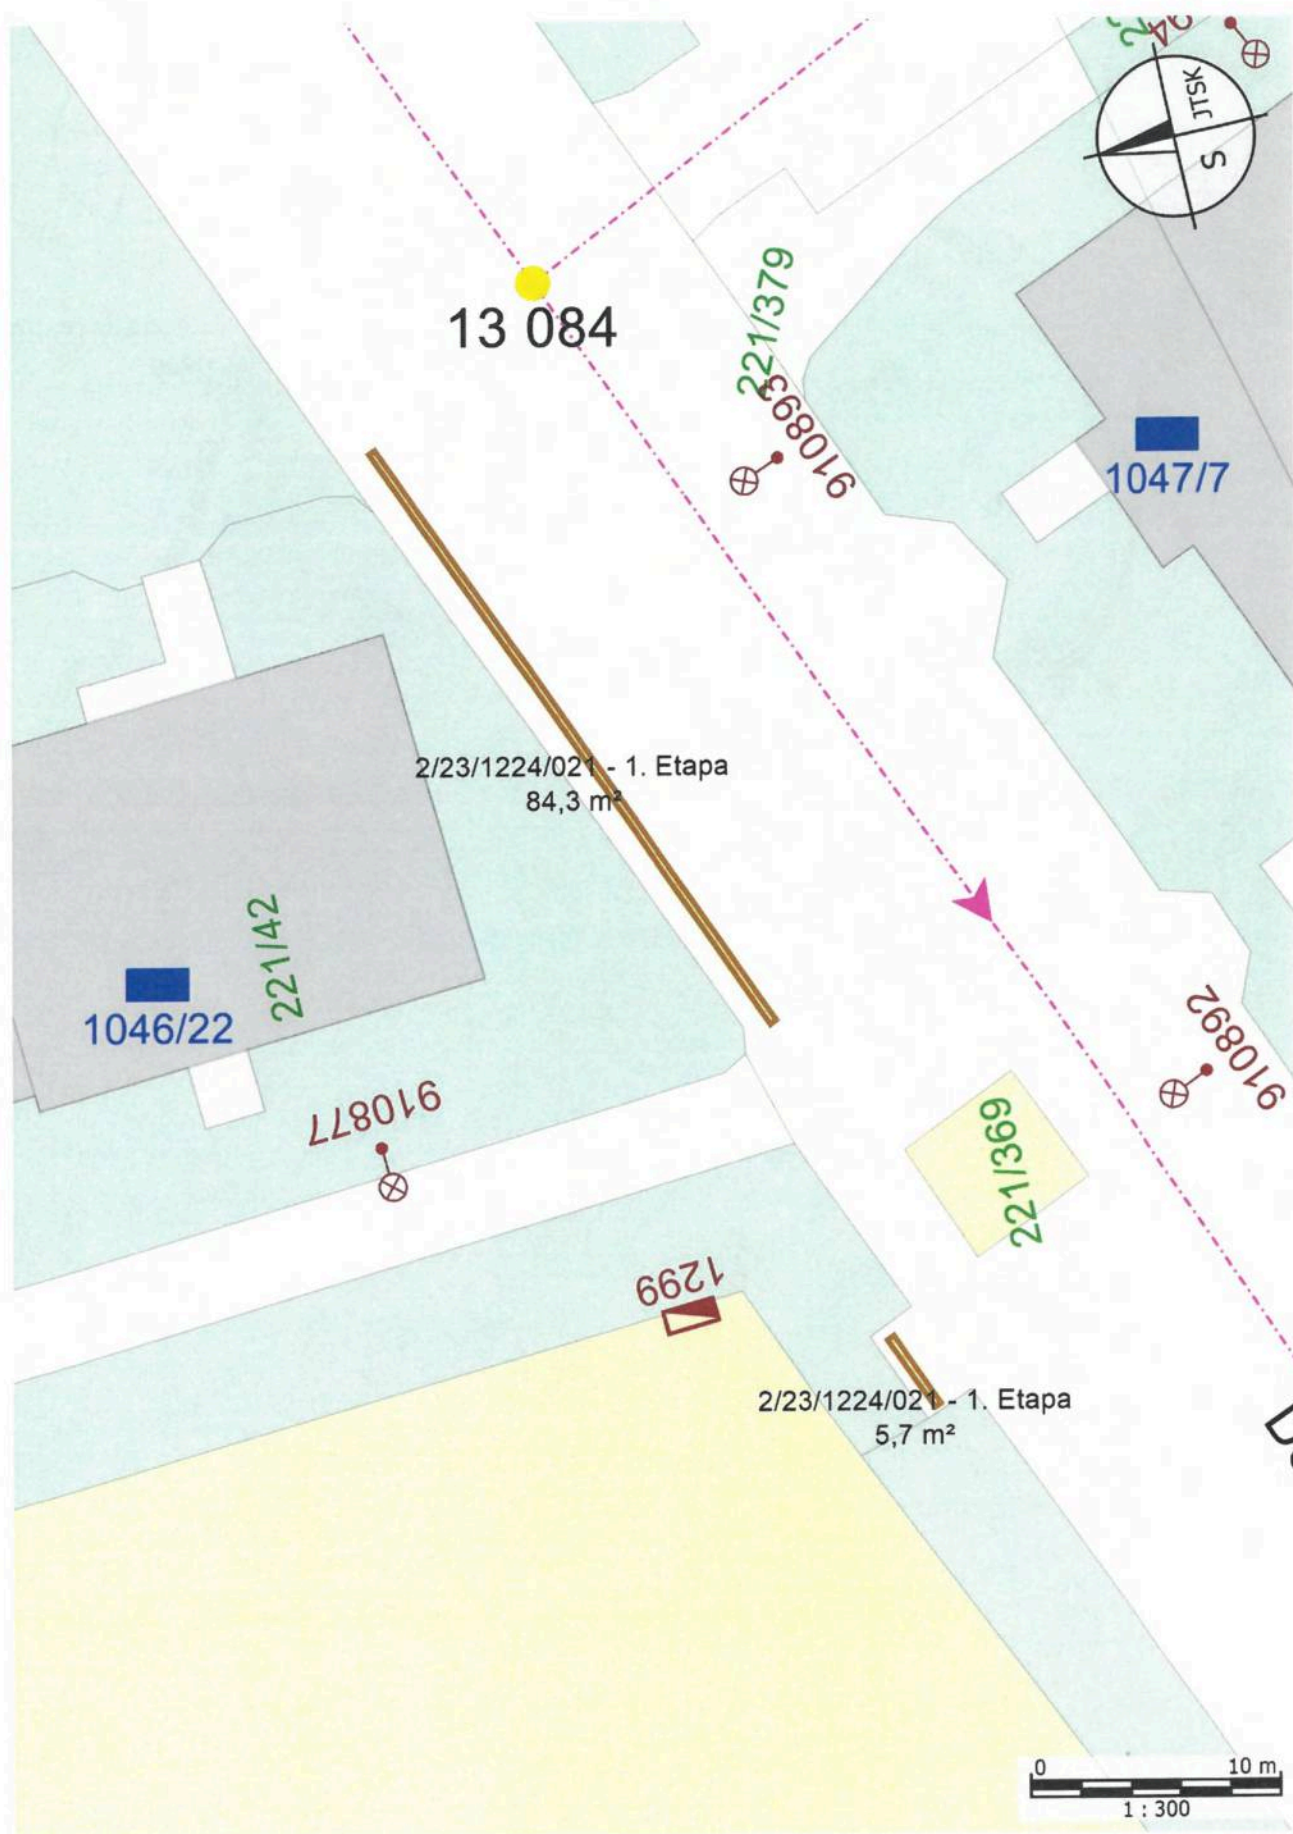 JTSK
S
13 084
221/379
910893
1047/7
2/23/1224/021 - 1. Etapa
84,3 m²
221/42
1046/22
910892
910877
221/369
1299
2/23/1224/021 - 1. Etapa
5,7 m²
0 10 m
1 : 300